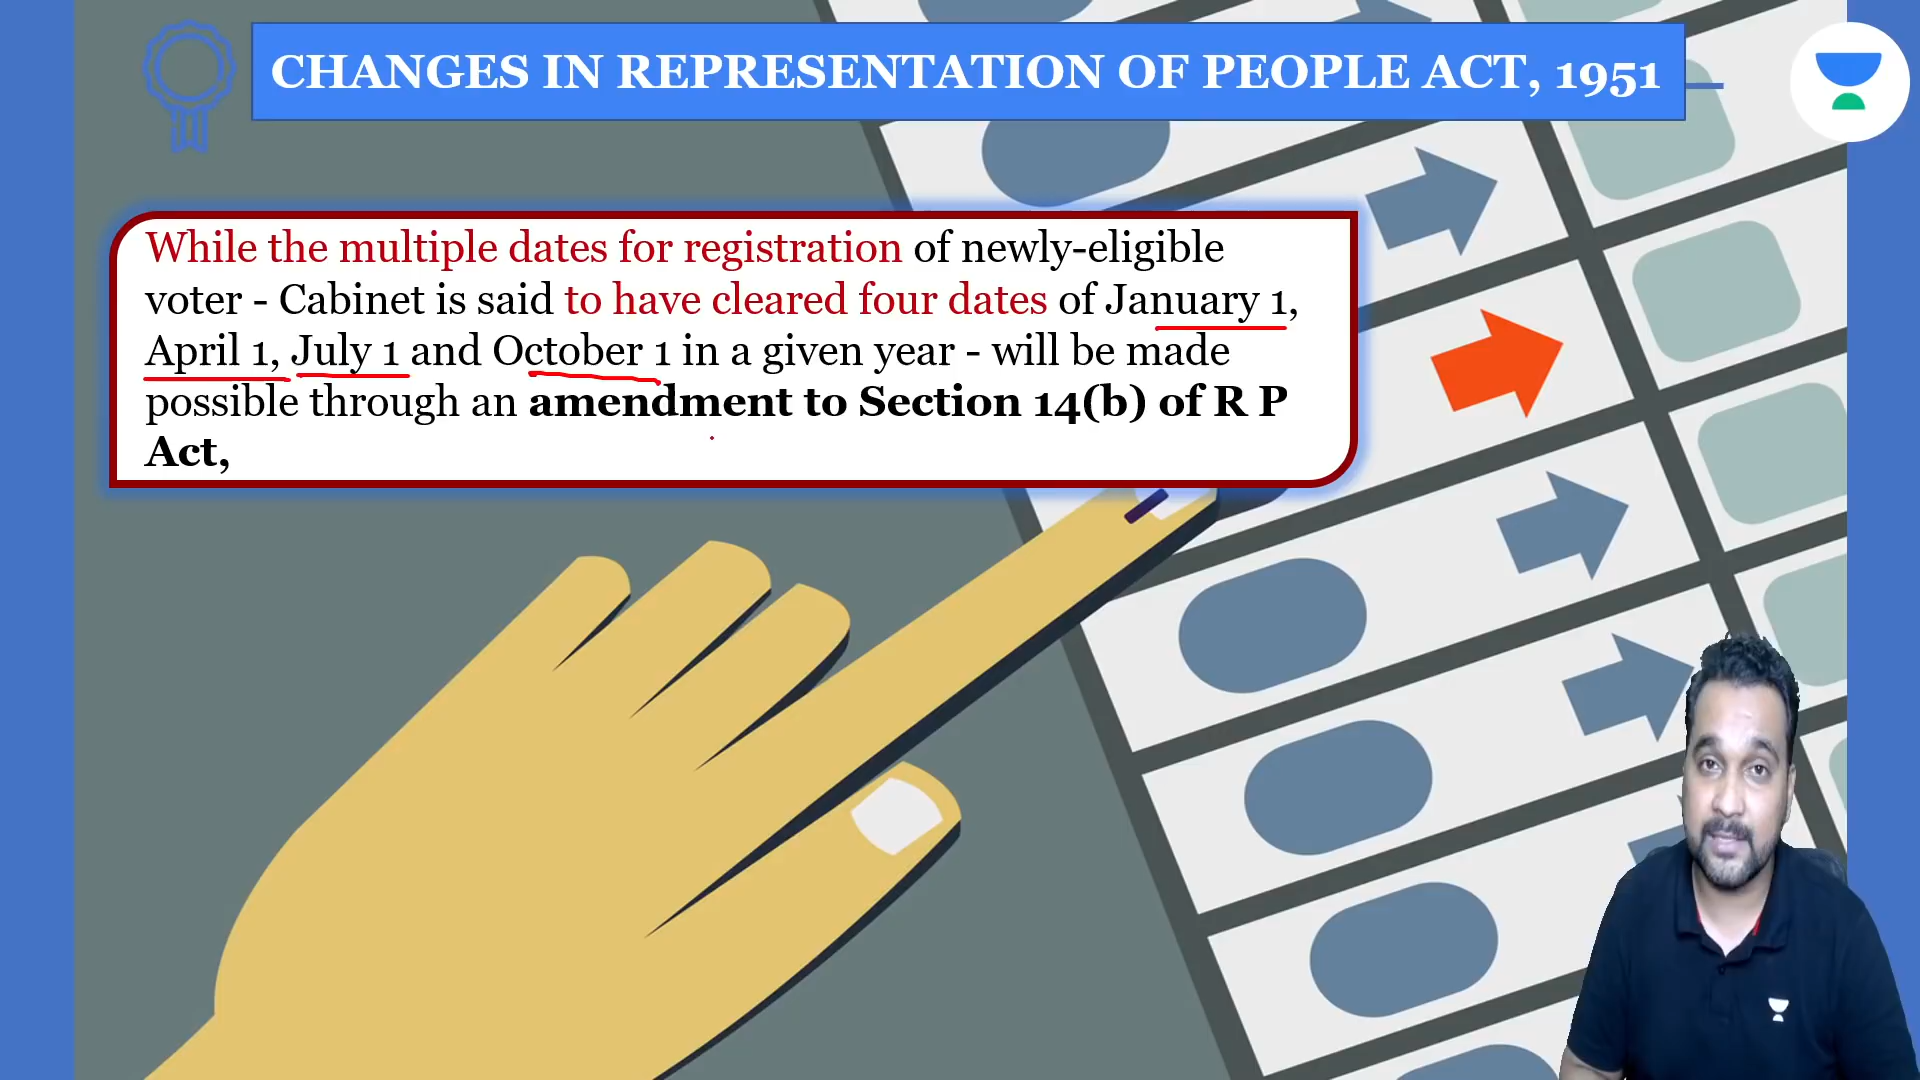 CHANGES IN REPRESENTATION OF PEOPLE ACT, 1951
While the multiple dates for registration of newly-eligible
voter - Cabinet is said to have cleared four dates of January 1,
April 1, July 1 and October 1 in a given year - will be made
possible through an amendment to Section 14(b) of R P
Act,